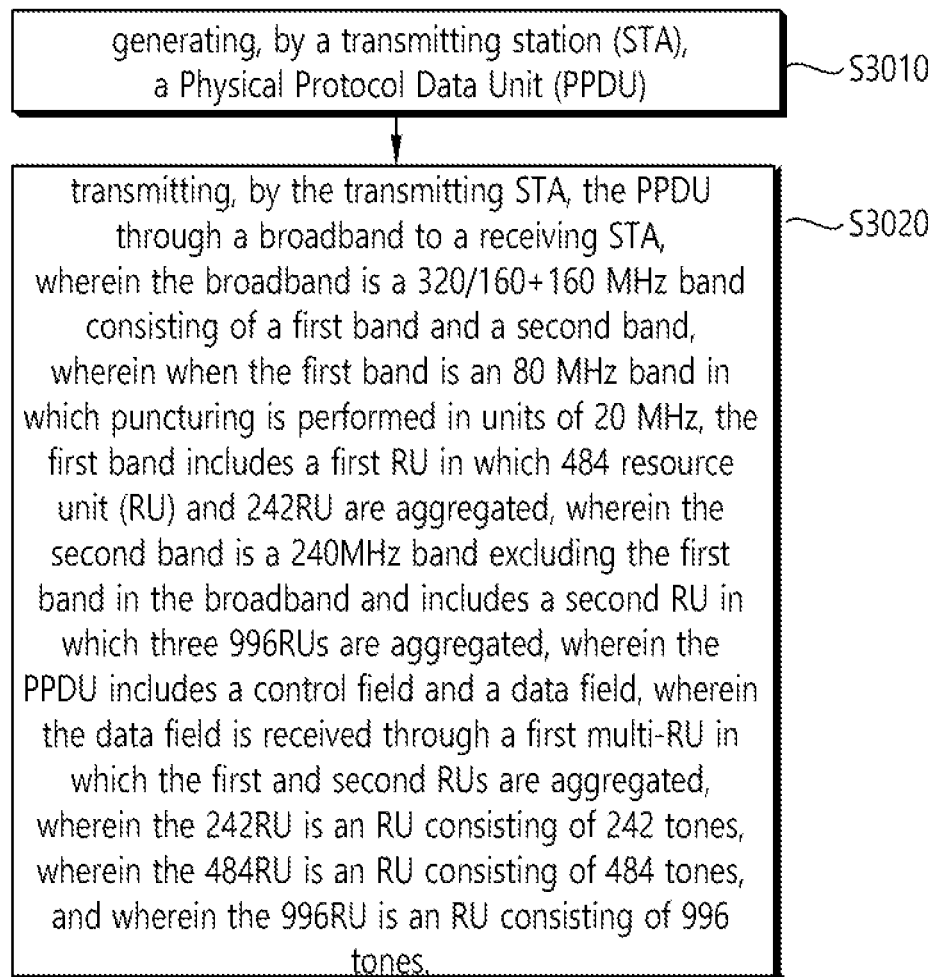 generating, by a transmitting station (STA),
a Physical Protocol Data Unit (PPDU)
S3010
transmitting, by the transmitting STA, the PPDU
through a broadband to a receiving STA,
S3020
wherein the broadband is a 320/160+160 MHz band
consisting of a first band and a second band,
wherein when the first band is an 80 MHz band in
which puncturing is performed in units of 20 MHz, the
first band includes a first RU in which 484 resource
unit (RU) and 242RU are aggregated, wherein the
second band is a 240MHz band excluding the first
band in the broadband and includes a second RU in
which three 996RUs are aggregated, wherein the
PPDU includes a control field and a data field, wherein
the data field is received through a first multi-RU in
which the first and second RUs are aggregated,
wherein the 242RU is an RU consisting of 242 tones,
wherein the 484RU is an RU consisting of 484 tones,
and wherein the 996RU is an RU consisting of 996
tones.